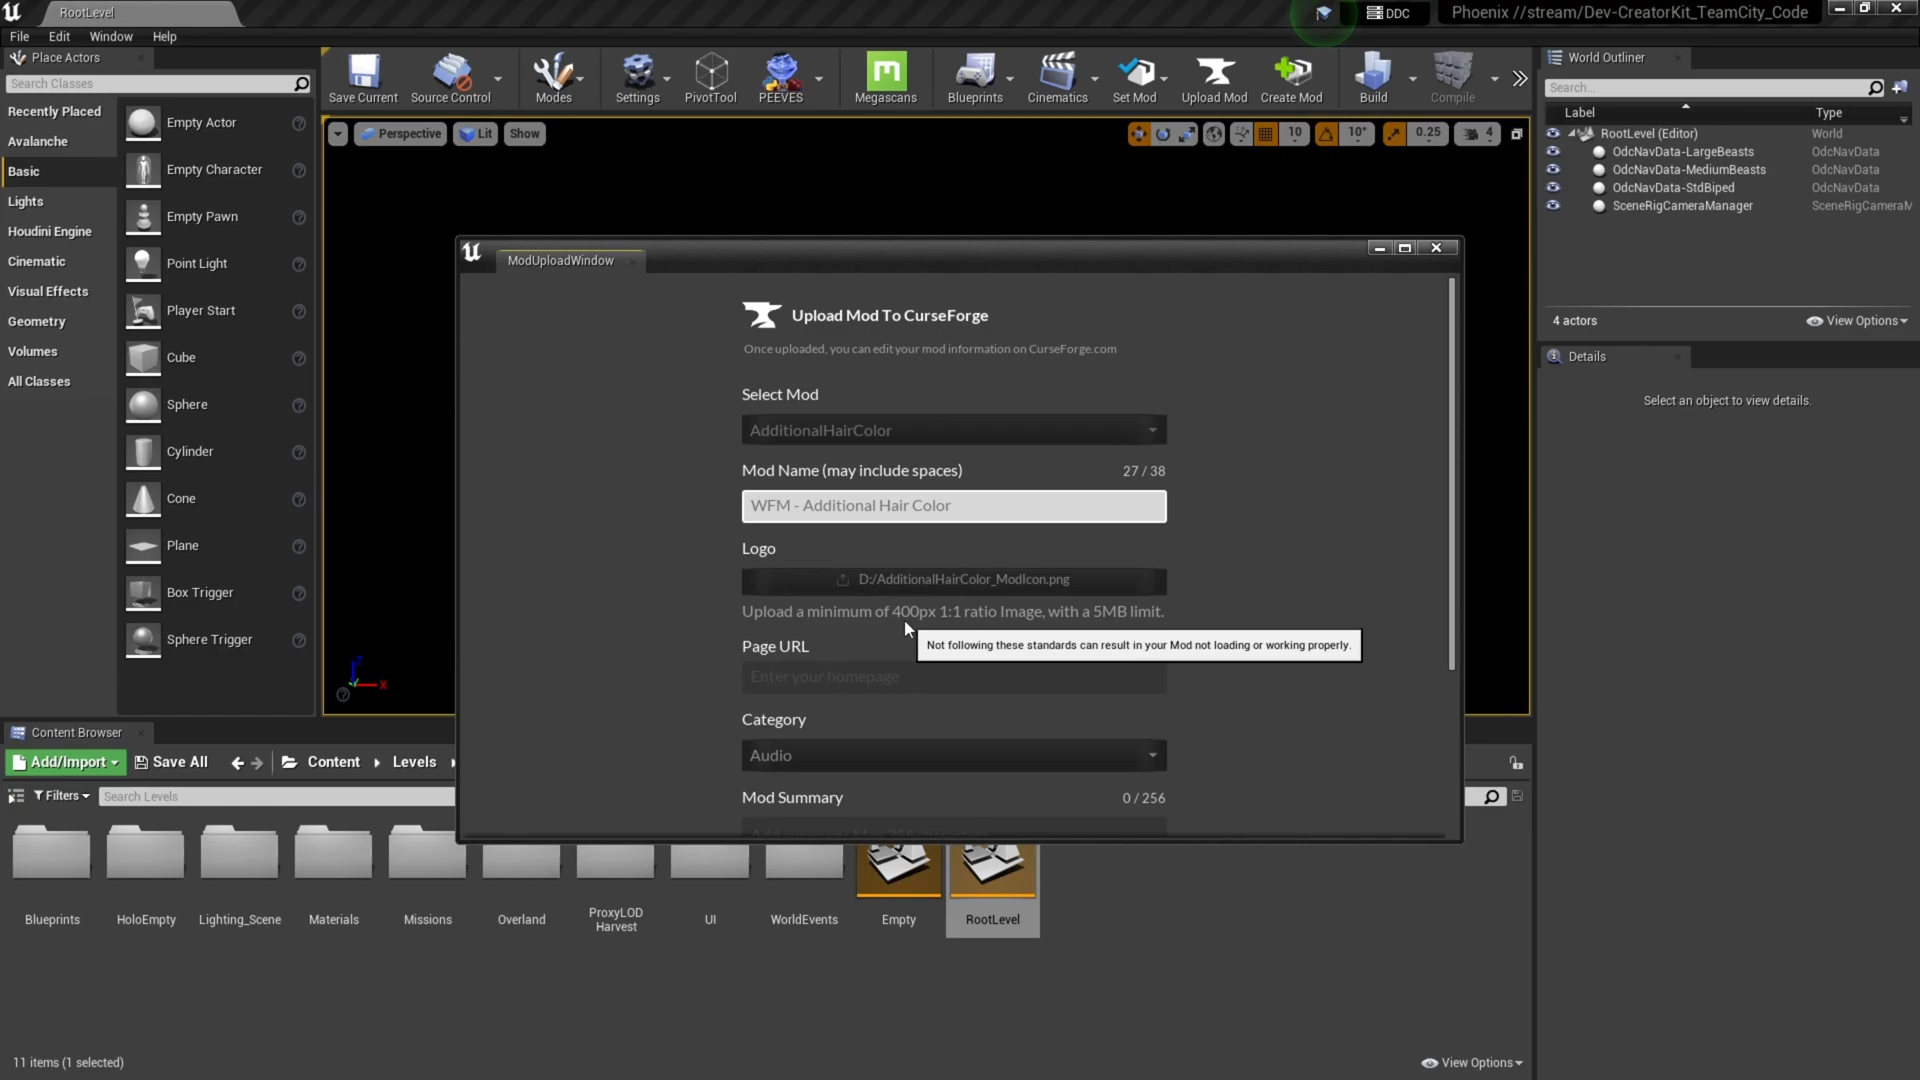 RootLevel
DDC
Phoenix //stream/Dev-CreatorKit_TeamCity_Code
File Edit Window Help
Place Actors
Search Classes
Recently Placed
Avalanche
Basic
Lights
Houdini Engine
Cinematic
Visual Effects
Geometry
Volumes
All Classes
Empty Actor
Empty Character
Empty Pawn
Point Light
Player Start
Cube
Sphere
Cylinder
Cone
Plane
Box Trigger
Sphere Trigger
Save Current
Source Control
Modes
Settings
PivotTool
PEEVES
Megascans
Blueprints
Cinematics
Set Mod
Upload Mod
Create Mod
Build
Compile
Perspective Lit Show
10 10° 0.25 4
World Outliner
Search...
Label Type
RootLevel (Editor) World
OdcNavData-LargeBeasts OdcNavData
OdcNavData-MediumBeasts OdcNavData
OdcNavData-StdBiped OdcNavData
SceneRigCameraManager SceneRigCameraM
4 actors View Options
Details
Select an object to view details.
ModUploadWindow
Upload Mod To CurseForge
Once uploaded, you can edit your mod information on CurseForge.com
Select Mod
AdditionalHairColor
Mod Name (may include spaces) 27 / 38
WFM - Additional Hair Color
Logo
D:/AdditionalHairColor_ModIcon.png
Upload a minimum of 400px 1:1 ratio Image, with a 5MB limit.
Not following these standards can result in your Mod not loading or working properly.
Page URL
Enter your homepage
Category
Audio
Mod Summary 0 / 256
X
Z
Content Browser
Add/Import Save All Content Levels
Filters Search Levels
Blueprints
HoloEmpty
Lighting_Scene
Materials
Missions
Overland
ProxyLOD
Harvest
UI
WorldEvents
Empty
RootLevel
11 items (1 selected) View Options